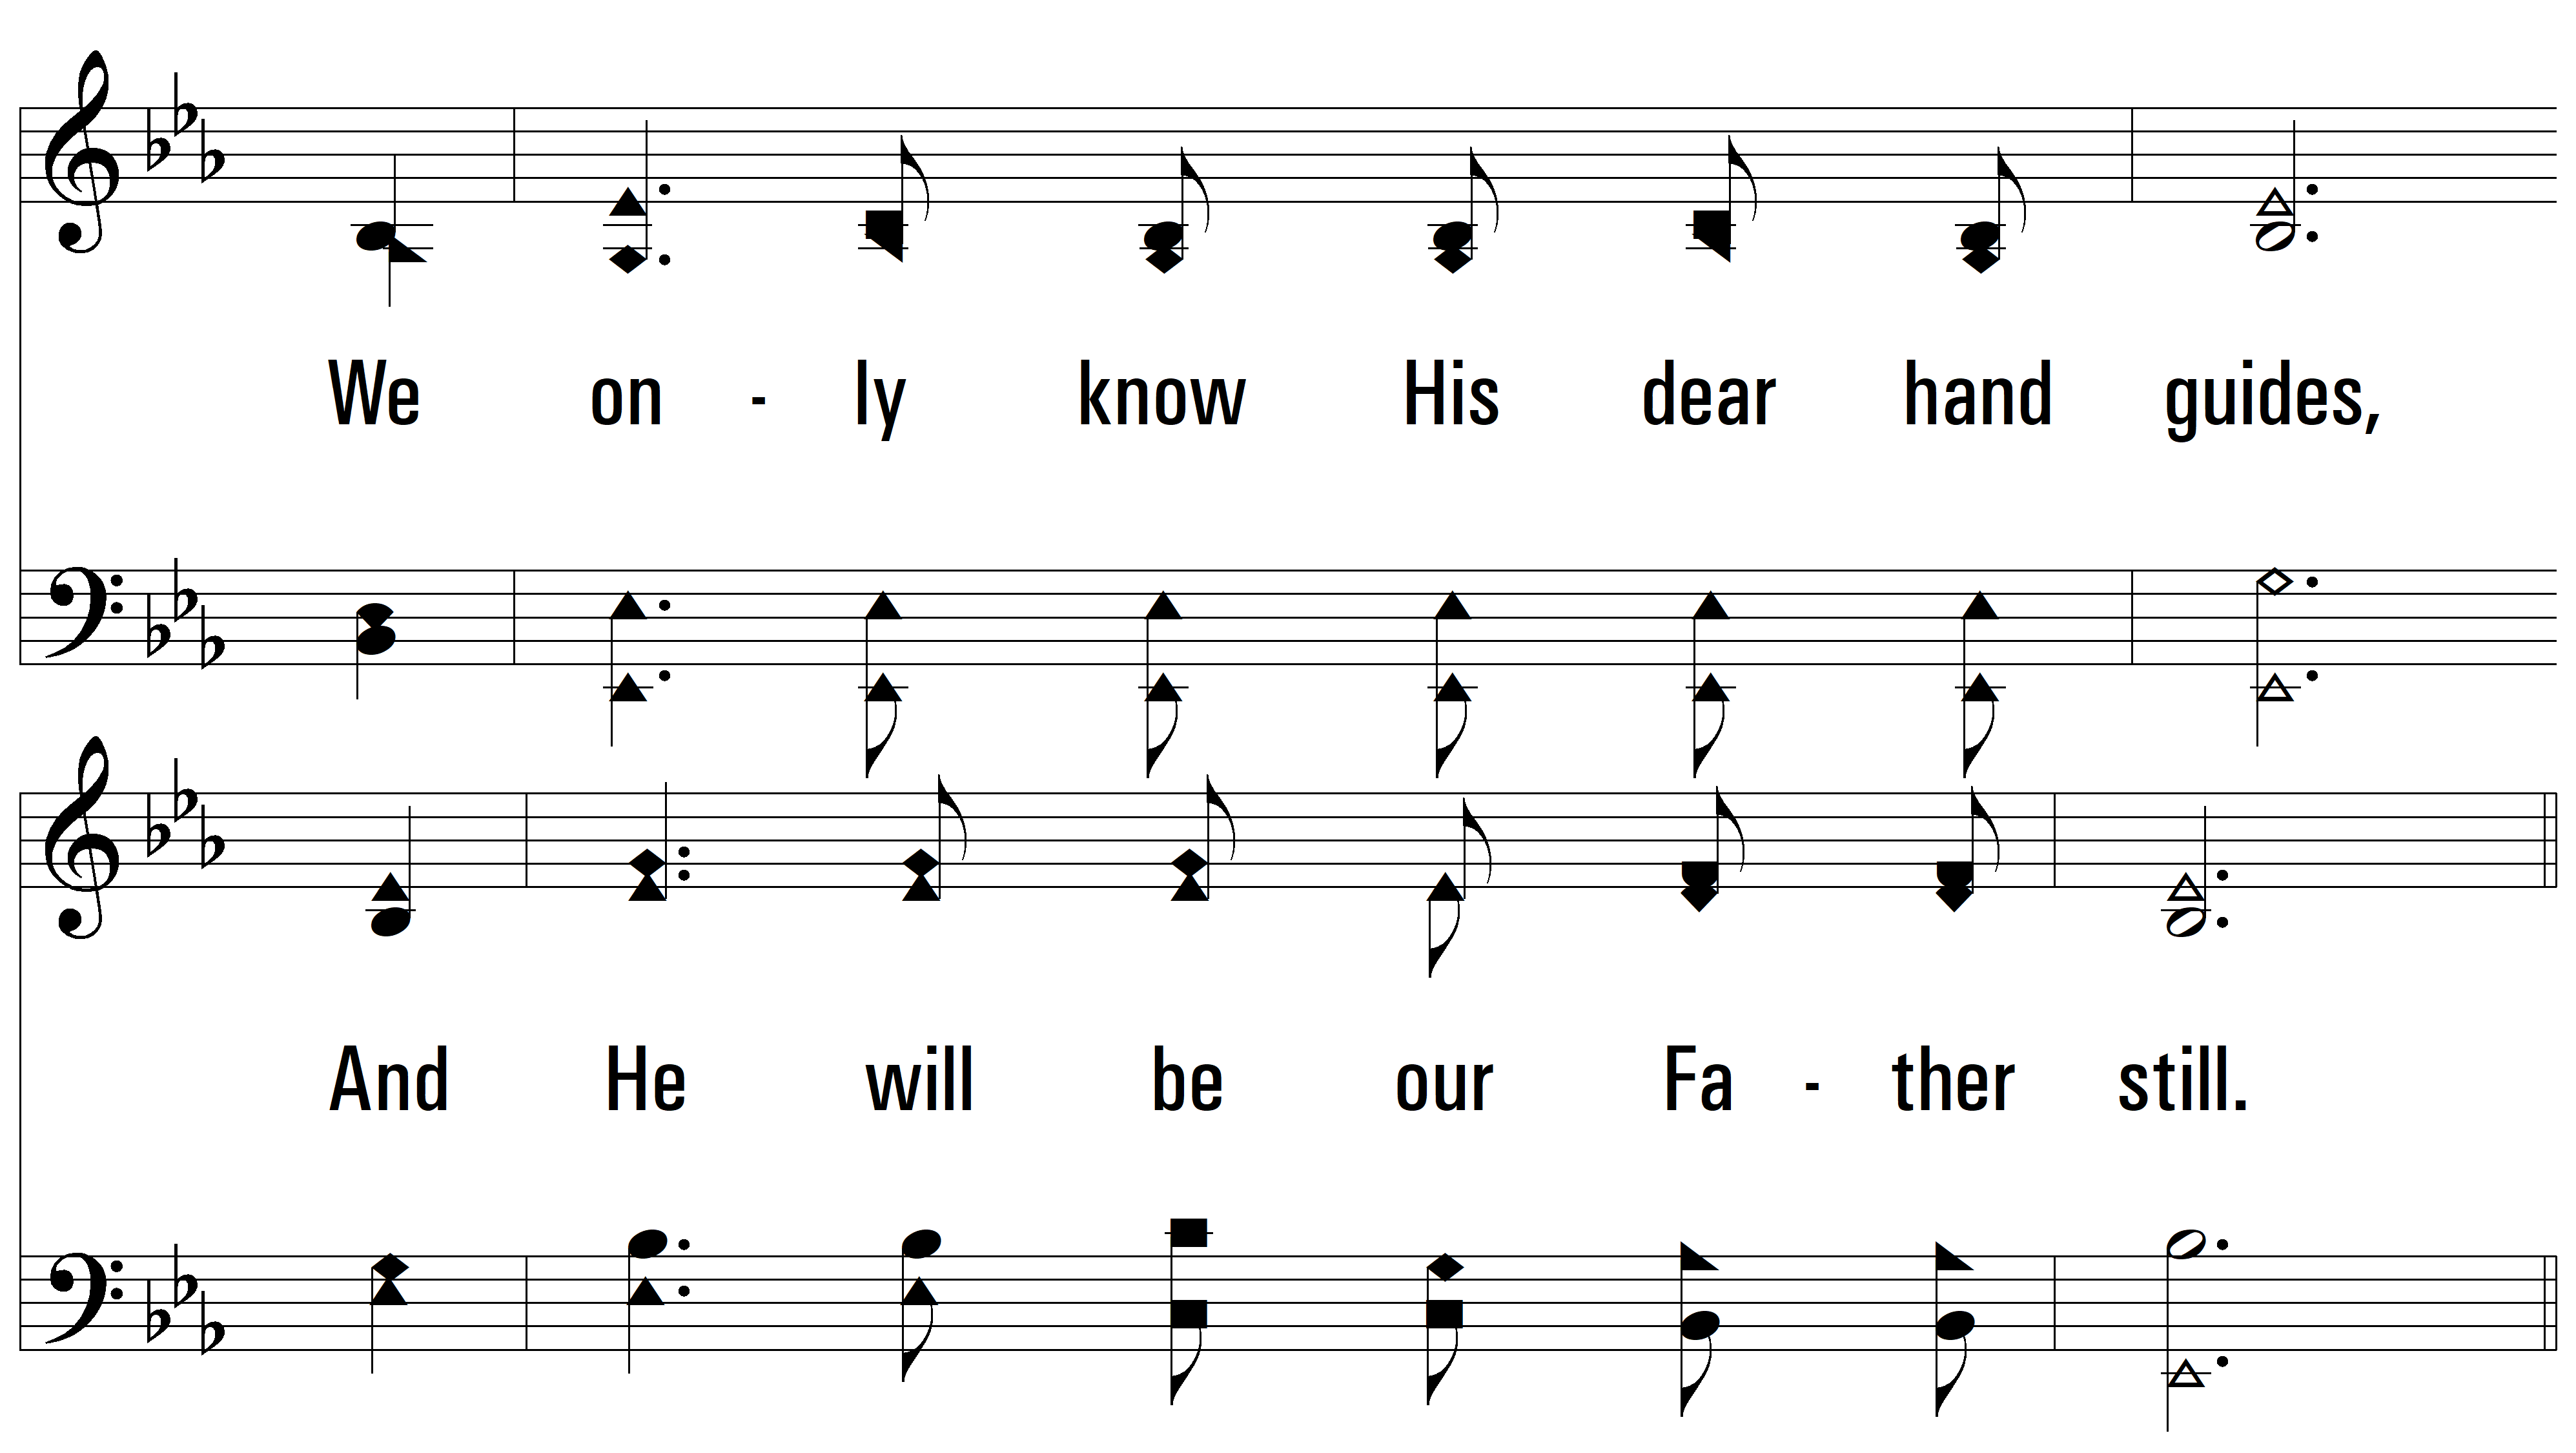 We on - ly know His dear hand guides,
And He will be our Fa - ther still.